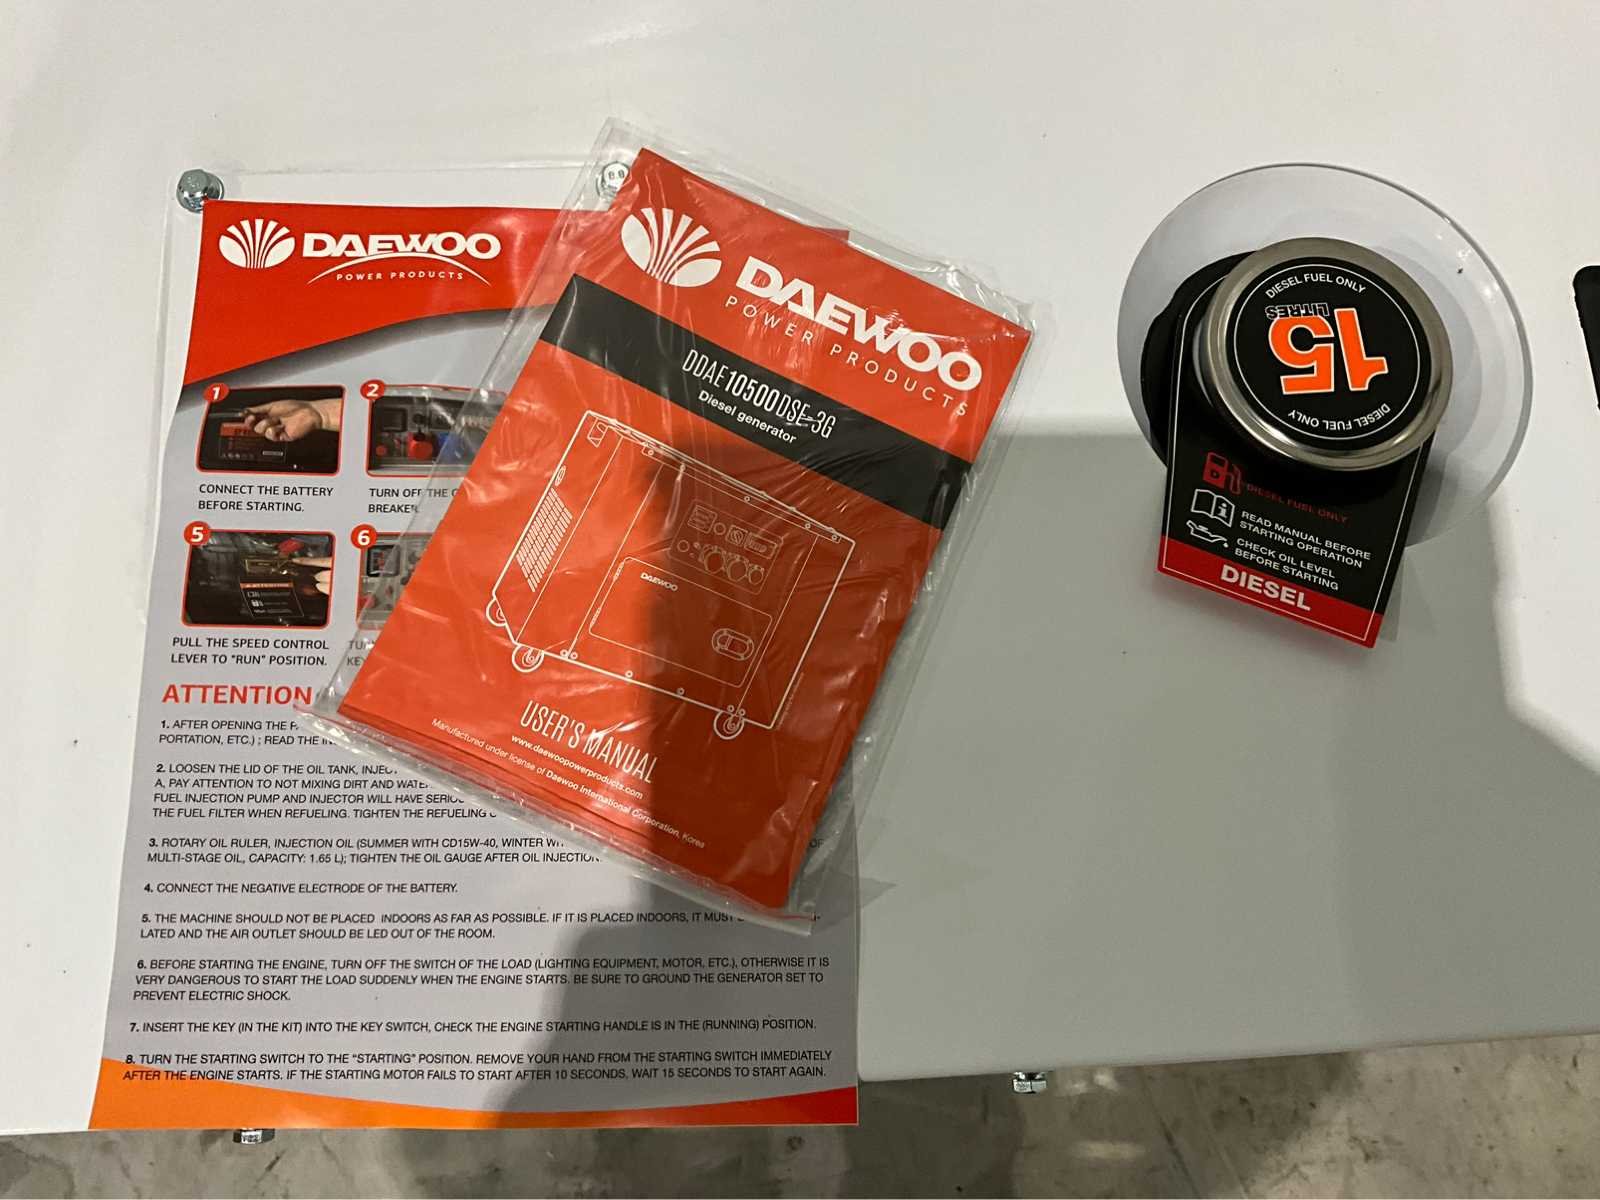 DAEWOO
POWER PRODUCTS
1
2
CONNECT THE BATTERY
BEFORE STARTING.
TURN OFF THE
BREAKER
5
6
PULL THE SPEED CONTROL
LEVER TO "RUN" POSITION.
ATTENTION
1. AFTER OPENING THE
PORTATION, ETC.) ; READ THE
2. LOOSEN THE LID OF THE OIL TANK,
A, PAY ATTENTION TO NOT MIXING DIRT AND
FUEL INJECTION PUMP AND INJECTOR WILL HAVE
THE FUEL FILTER WHEN REFUELING. TIGHTEN THE REFUELING
3. ROTARY OIL RULER, INJECTION OIL (SUMMER WITH CD15W-40, WINTER OF
MULTI-STAGE OIL, CAPACITY: 1.65 L); TIGHTEN THE OIL GAUGE AFTER OIL INJECTION.
4. CONNECT THE NEGATIVE ELECTRODE OF THE BATTERY.
5. THE MACHINE SHOULD NOT BE PLACED INDOORS AS FAR AS POSSIBLE. IF IT IS PLACED INDOORS, IT MUST
LATED AND THE AIR OUTLET SHOULD BE LED OUT OF THE ROOM.
6. BEFORE STARTING THE ENGINE, TURN OFF THE SWITCH OF THE LOAD (LIGHTING EQUIPMENT, MOTOR, ETC.), OTHERWISE IT IS
VERY DANGEROUS TO START THE LOAD SUDDENLY WHEN THE ENGINE STARTS. BE SURE TO GROUND THE GENERATOR SET TO
PREVENT ELECTRIC SHOCK.
7. INSERT THE KEY (IN THE KIT) INTO THE KEY SWITCH, CHECK THE ENGINE STARTING HANDLE IS IN THE (RUNNING) POSITION.
8. TURN THE STARTING SWITCH TO THE "STARTING" POSITION. REMOVE YOUR HAND FROM THE STARTING SWITCH IMMEDIATELY
AFTER THE ENGINE STARTS. IF THE STARTING MOTOR FAILS TO START AFTER 10 SECONDS, WAIT 15 SECONDS TO START AGAIN.
8.8
DAEWOO
POWER PRODUCTS
DDAE10500DSE-3G
Diesel generator
DAEWOO
USER'S MANUAL
www.daewoopowerproducts.com
Manufactured under license of Daewoo International Corporation, Korea
DIESEL FUEL ONLY
15
LITRES
DIESEL FUEL ONLY
DIESEL FUEL ONLY
READ MANUAL BEFORE
STARTING OPERATION
CHECK OIL LEVEL
BEFORE STARTING
DIESEL